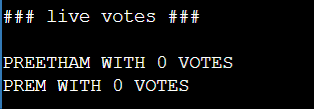 ### live votes ###
PREETHAM WITH 0 VOTES
PREM WITH 0 VOTES